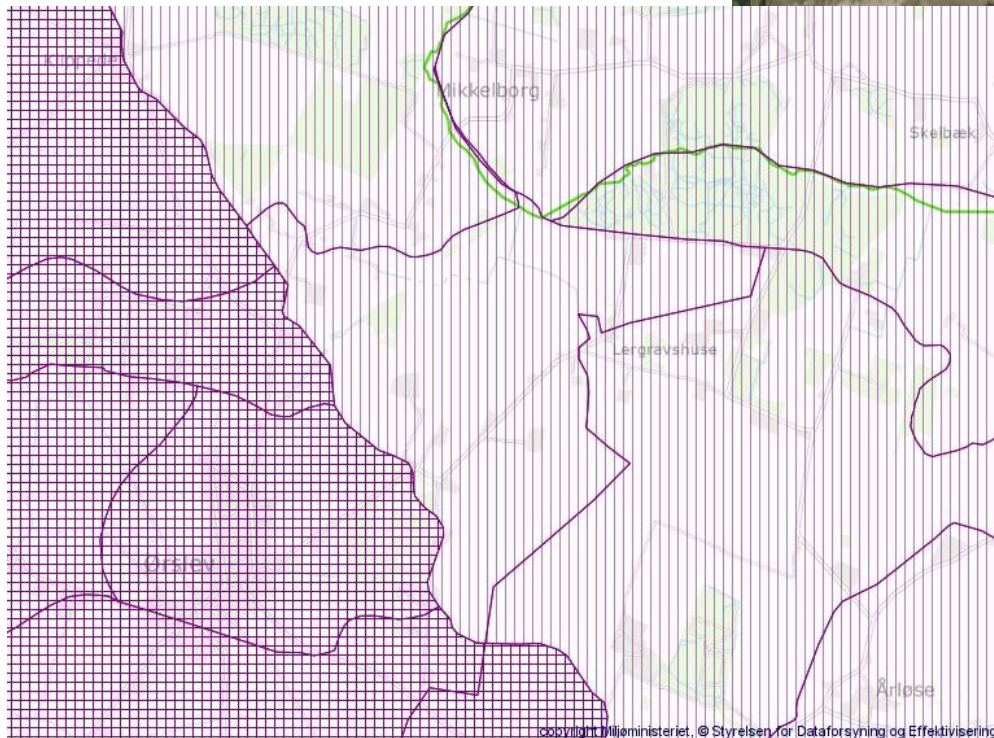 Mikkelborg
Skelbæk
Lergravshuse
Ørslev
Årløse
copyright Miljøministeriet, © Styrelsen for Dataforsyning og Effektivisering